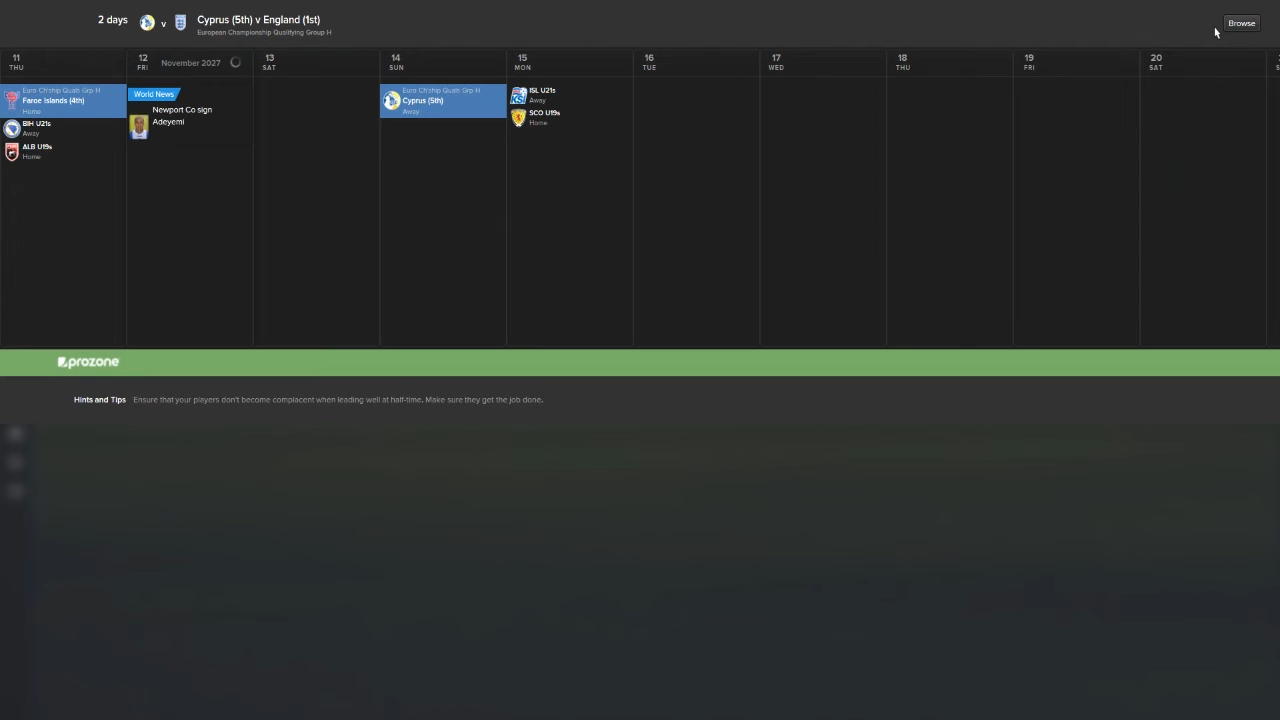 2 days
v
Cyprus (5th) v England (1st)
European Championship Qualifying Group H
Browse
11
THU
12
FRI
November 2027
13
SAT
14
SUN
15
MON
16
TUE
17
WED
18
THU
19
FRI
20
SAT
Euro Ch'ship Quals Grp H
Faroe Islands (4th)
Home
BIH U21s
Away
ALB U19s
Home
World News
Newport Co sign
Adeyemi
Euro Ch'ship Quals Grp H
Cyprus (5th)
Away
ISL U21s
Away
SCO U19s
Home
prozone
Hints and Tips Ensure that your players don't become complacent when leading well at half-time. Make sure they get the job done.